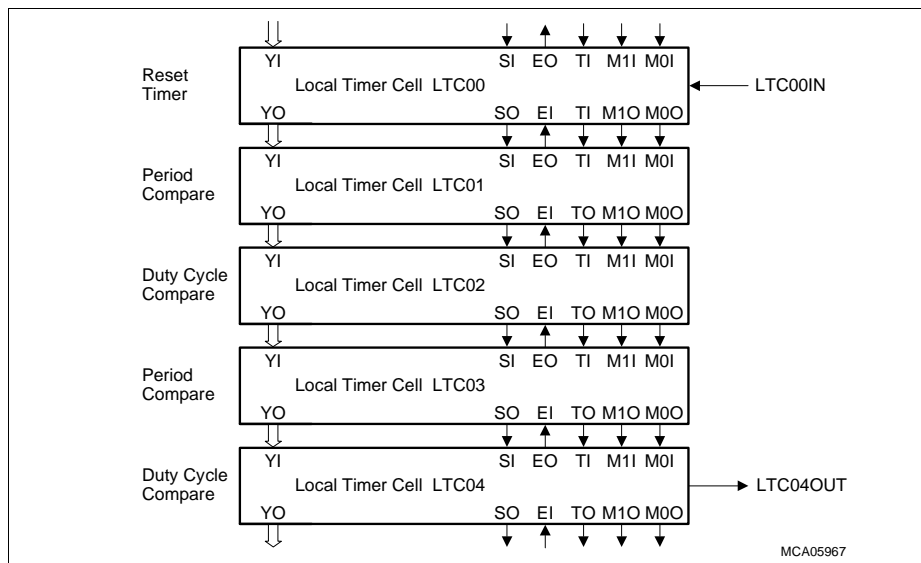 YI SI EO TI M1I M0I
Reset
Timer
Local Timer Cell LTC00
LTC00IN
YO SO EI TI M1O M0O
YI SI EO TI M1I M0I
Period
Compare
Local Timer Cell LTC01
YO SO EI TO M1O M0O
YI SI EO TI M1I M0I
Duty Cycle
Compare
Local Timer Cell LTC02
YO SO EI TO M1O M0O
YI SI EO TI M1I M0I
Period
Compare
Local Timer Cell LTC03
YO SO EI TO M1O M0O
YI SI EO TI M1I M0I
Duty Cycle
Compare
Local Timer Cell LTC04
LTC04OUT
YO SO EI TO M1O M0O
MCA05967